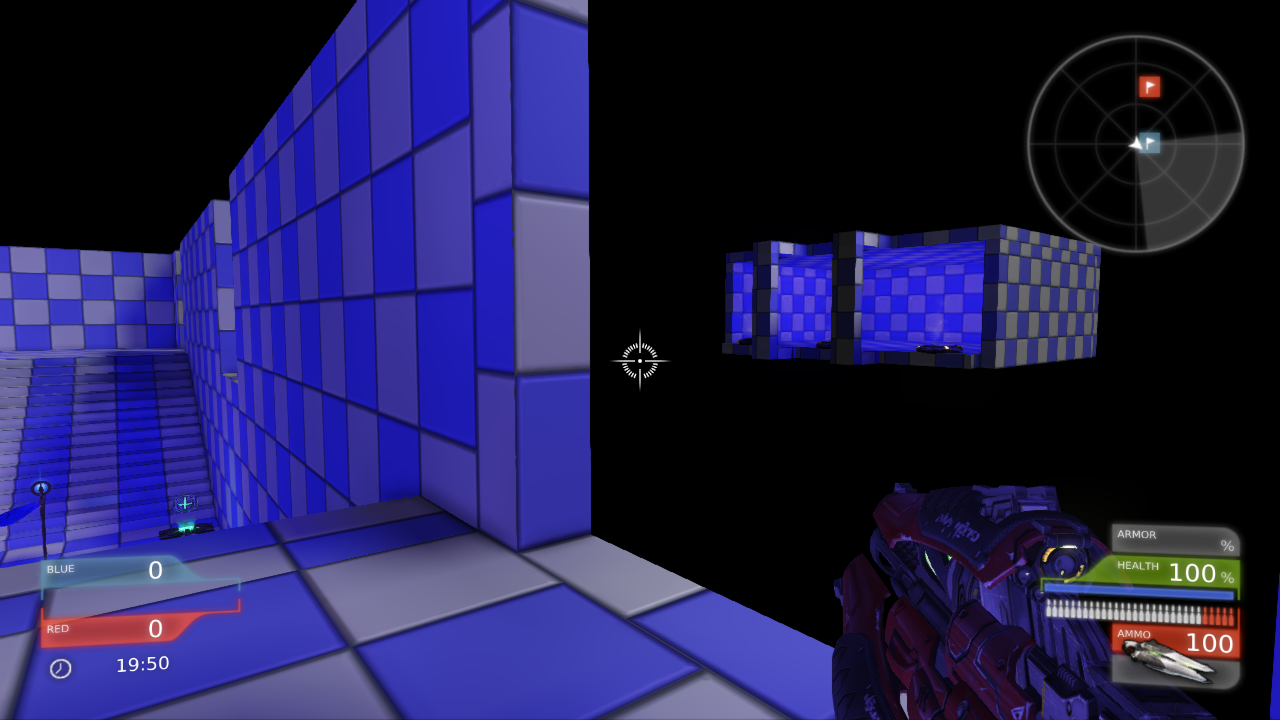 BLUE 0
RED 0
19:50
ARMOR %
HEALTH 100 %
AMMO 100